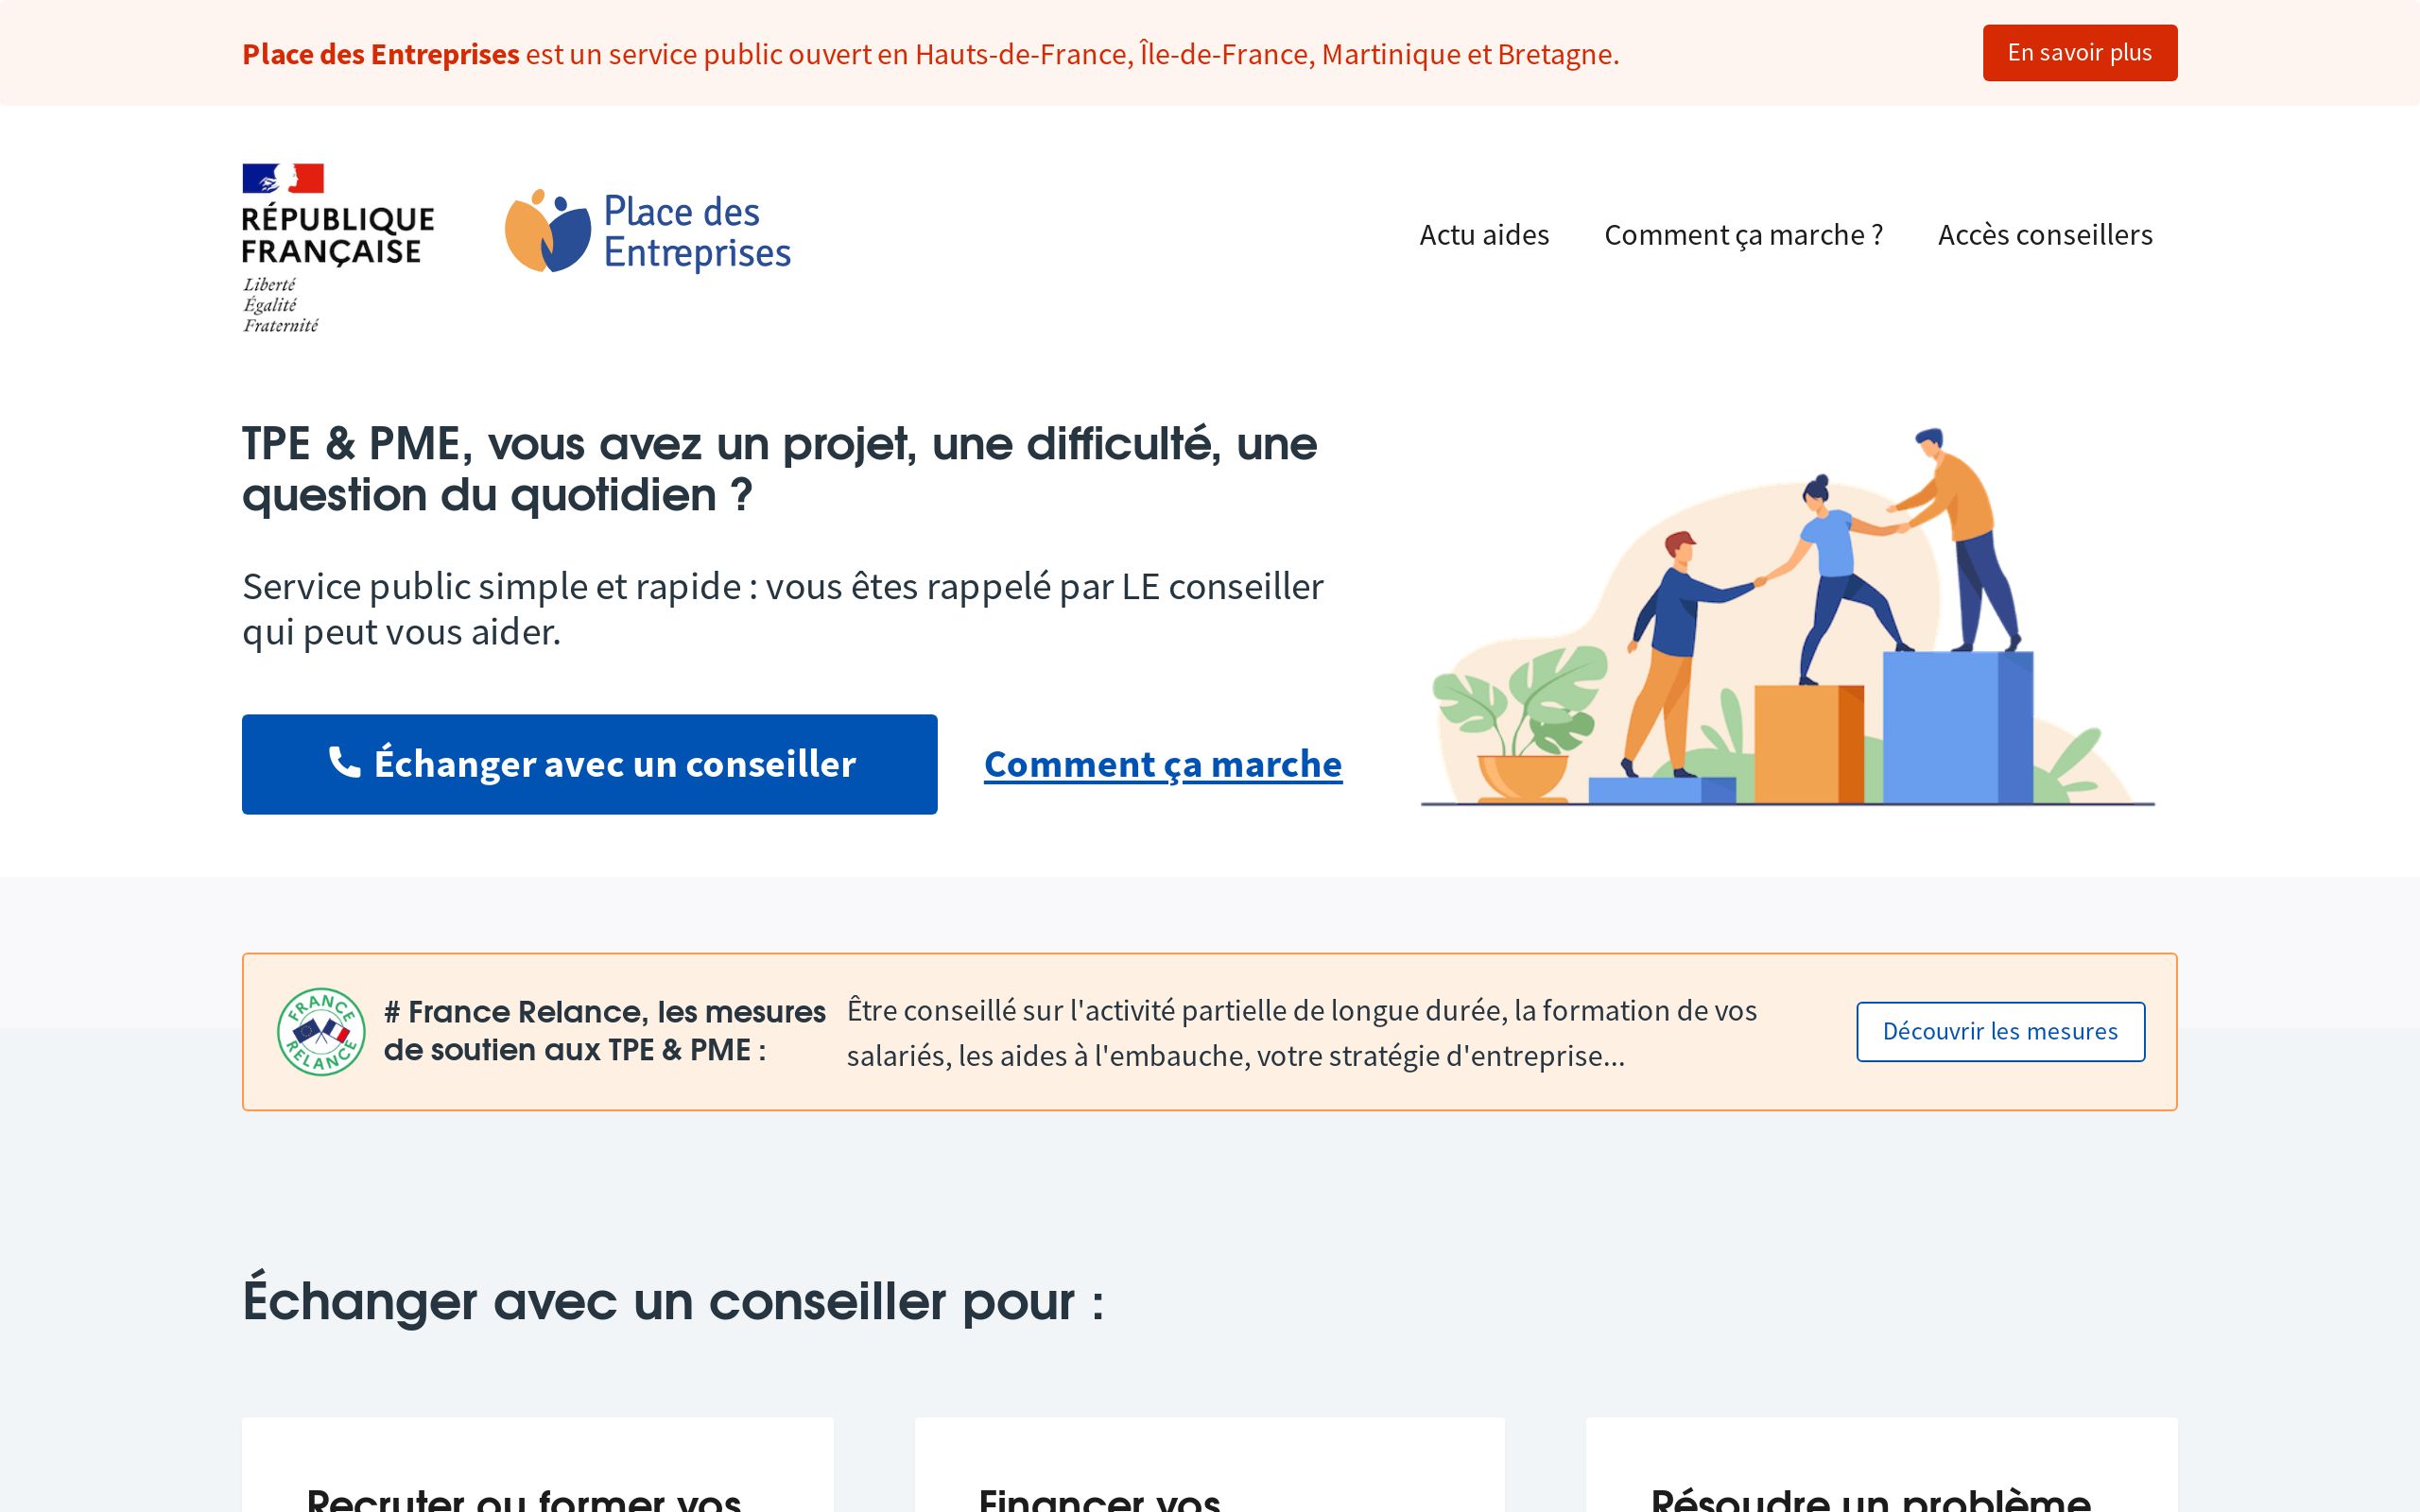 Place des Entreprises est un service public ouvert en Hauts-de-France, Île-de-France, Martinique et Bretagne.
En savoir plus
RÉPUBLIQUE
FRANÇAISE
Liberté
Égalité
Fraternité
Place des
Entreprises
Actu aides
Comment ça marche ?
Accès conseillers
TPE & PME, vous avez un projet, une difficulté, une
question du quotidien ?
Service public simple et rapide : vous êtes rappelé par LE conseiller
qui peut vous aider.
Échanger avec un conseiller
Comment ça marche
FRANCE
RELANCE
# France Relance, les mesures
de soutien aux TPE & PME :
Être conseillé sur l'activité partielle de longue durée, la formation de vos
salariés, les aides à l'embauche, votre stratégie d'entreprise...
Découvrir les mesures
Échanger avec un conseiller pour :
Recruter ou former vos
Financer vos
Résoudre un problème